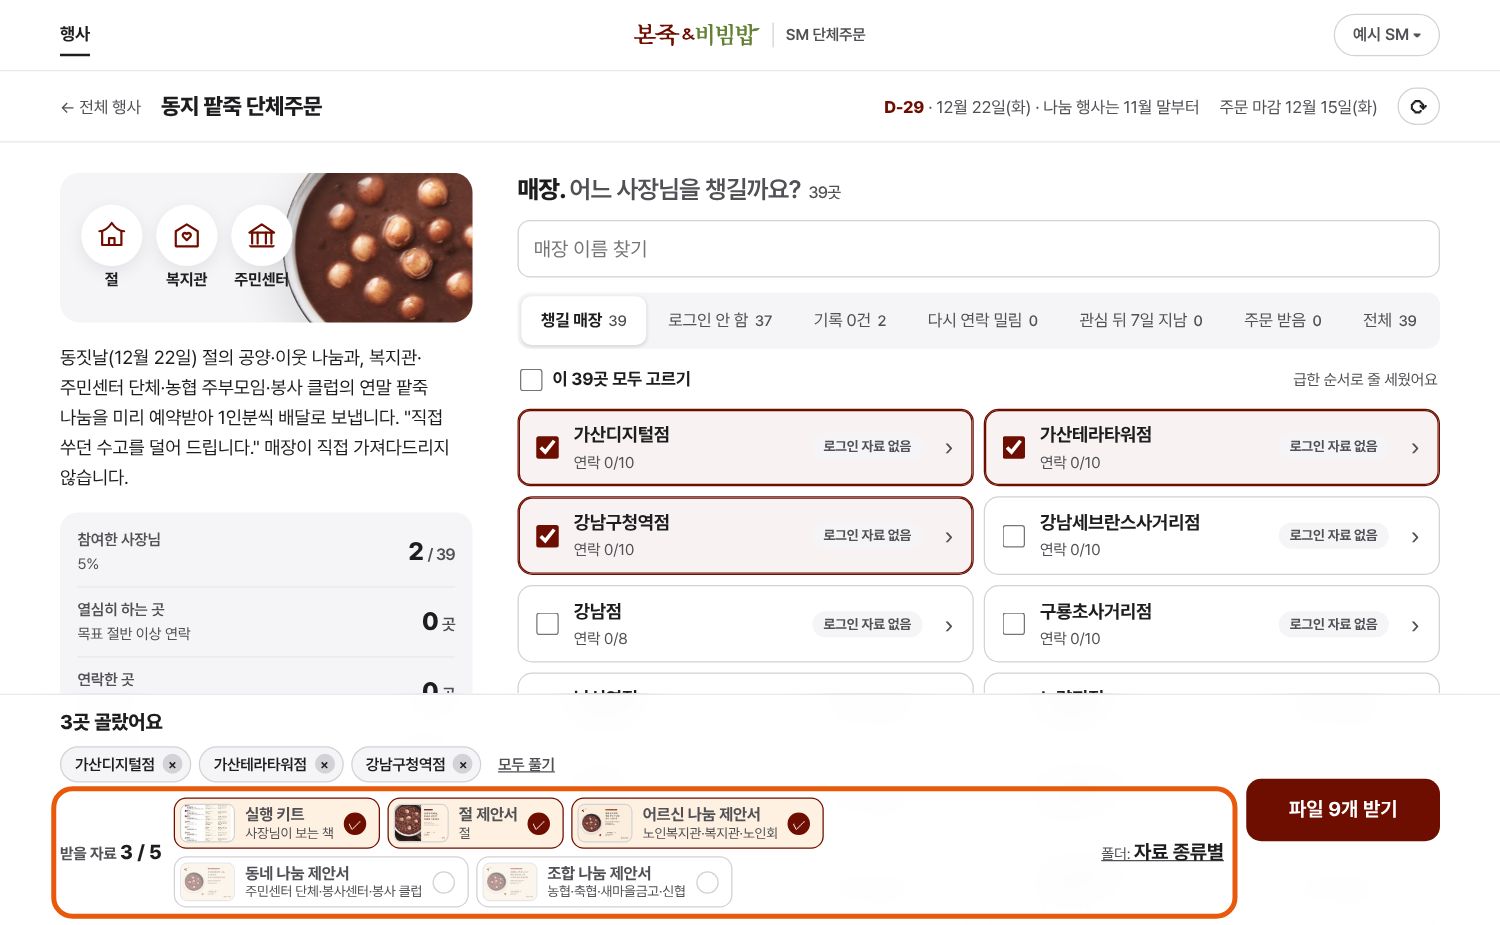 행사
본죽&비빔밥
SM 단체주문
예시 SM
← 전체 행사
동지 팥죽 단체주문
D-29 · 12월 22일(화) · 나눔 행사는 11월 말부터
주문 마감 12월 15일(화)
절
복지관
주민센터
동짓날(12월 22일) 절의 공양·이웃 나눔과, 복지관·
주민센터 단체·농협 주부모임·봉사 클럽의 연말 팥죽
나눔을 미리 예약받아 1인분씩 배달로 보냅니다. "직접
쑤던 수고를 덜어 드립니다." 매장이 직접 가져다드리지
않습니다.
참여한 사장님
5%
2 / 39
열심히 하는 곳
목표 절반 이상 연락
0 곳
연락한 곳
0 곳
매장. 어느 사장님을 챙길까요? 39곳
매장 이름 찾기
챙길 매장 39
로그인 안 함 37
기록 0건 2
다시 연락 밀림 0
관심 뒤 7일 지남 0
주문 받음 0
전체 39
이 39곳 모두 고르기
급한 순서로 줄 세웠어요
가산디지털점
연락 0/10
로그인 자료 없음
가산테라타워점
연락 0/10
로그인 자료 없음
강남구청역점
연락 0/10
로그인 자료 없음
강남세브란스사거리점
연락 0/10
로그인 자료 없음
강남점
연락 0/8
로그인 자료 없음
구룡초사거리점
연락 0/10
로그인 자료 없음
3곳 골랐어요
가산디지털점 ×
가산테라타워점 ×
강남구청역점 ×
모두 풀기
받을 자료 3 / 5
실행 키트
사장님이 보는 책
절 제안서
절
어르신 나눔 제안서
노인복지관·복지관·노인회
동네 나눔 제안서
주민센터 단체·봉사센터·봉사 클럽
조합 나눔 제안서
농협·축협·새마을금고·신협
폴더: 자료 종류별
파일 9개 받기